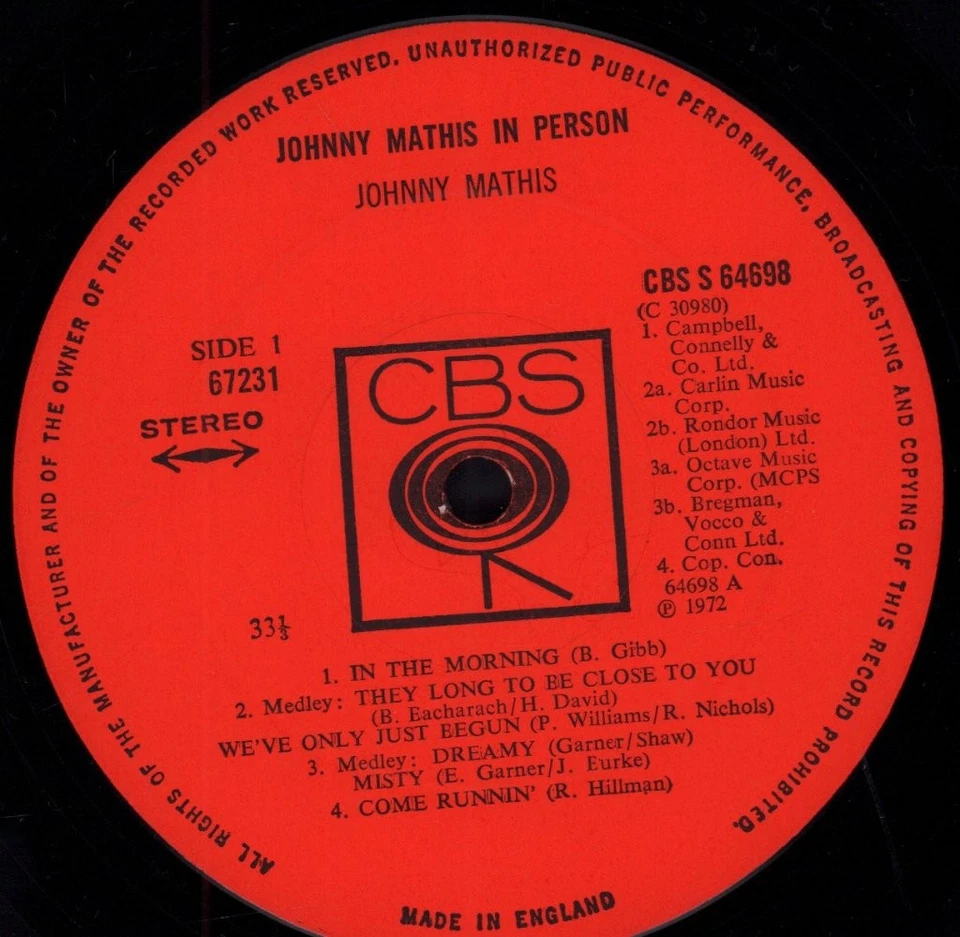 ALL RIGHTS OF THE MANUFACTURER AND OF THE OWNER OF THE RECORDED WORK RESERVED. UNAUTHORIZED PUBLIC PERFORMANCE, BROADCASTING AND COPYING OF THIS RECORD PROHIBITED.
JOHNNY MATHIS IN PERSON
JOHNNY MATHIS
CBS S 64698
(C 30980)
1. Campbell,
Connelly &
Co. Ltd.
2a. Carlin Music
Corp.
2b. Rondor Music
(London) Ltd.
3a. Octave Music
Corp. (MCPS
3b. Bregman,
Vocco &
Conn Ltd.
4. Cop. Con.
64698 A
℗ 1972
SIDE 1
67231
STEREO
CBS
33⅓
1. IN THE MORNING (B. Gibb)
2. Medley: THEY LONG TO BE CLOSE TO YOU
(B. Eacharach/H. David)
WE'VE ONLY JUST BEGUN (P. Williams/R. Nichols)
3. Medley: DREAMY (Garner/Shaw)
MISTY (E. Garner/J. Eurke)
4. COME RUNNIN' (R. Hillman)
MADE IN ENGLAND